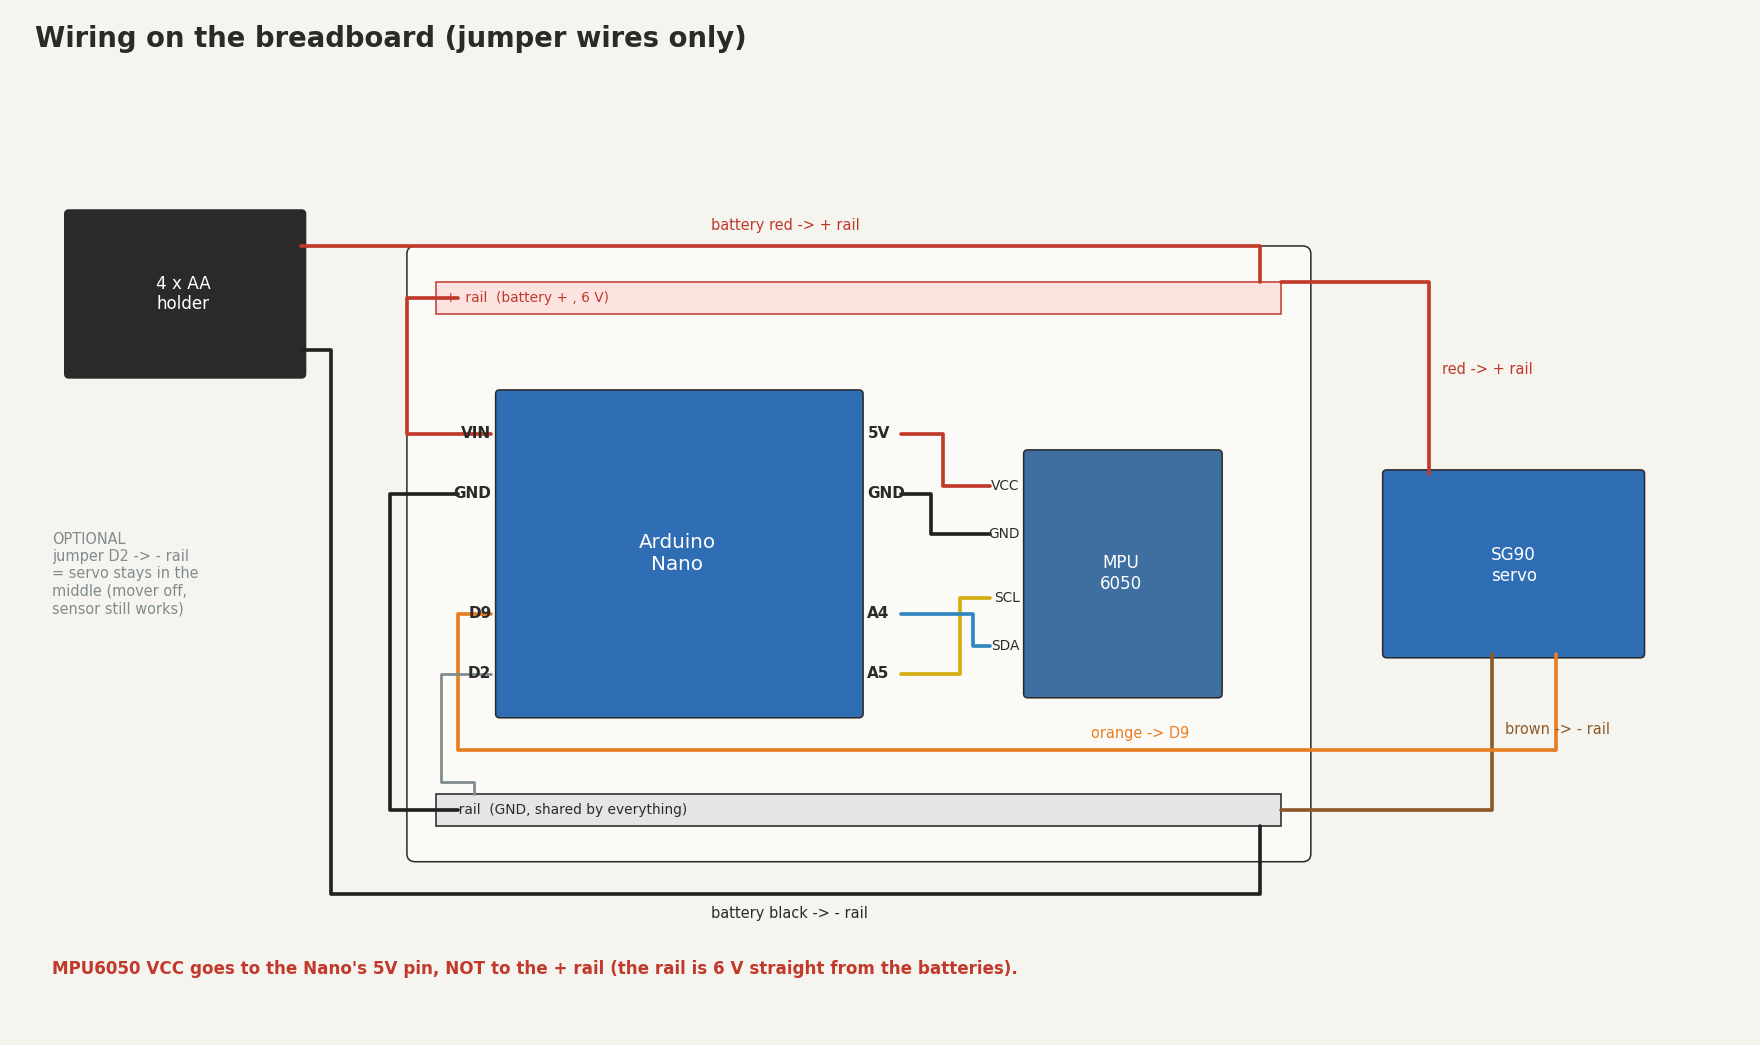 Wiring on the breadboard (jumper wires only)
battery red -> + rail
4 x AA
holder
+ rail (battery + , 6 V)
red -> + rail
VIN
5V
GND
GND
VCC
GND
OPTIONAL
jumper D2 -> - rail
= servo stays in the
middle (mover off,
sensor still works)
Arduino
Nano
MPU
6050
SG90
servo
D9
A4
SCL
SDA
D2
A5
orange -> D9
brown -> - rail
rail (GND, shared by everything)
battery black -> - rail
MPU6050 VCC goes to the Nano's 5V pin, NOT to the + rail (the rail is 6 V straight from the batteries).